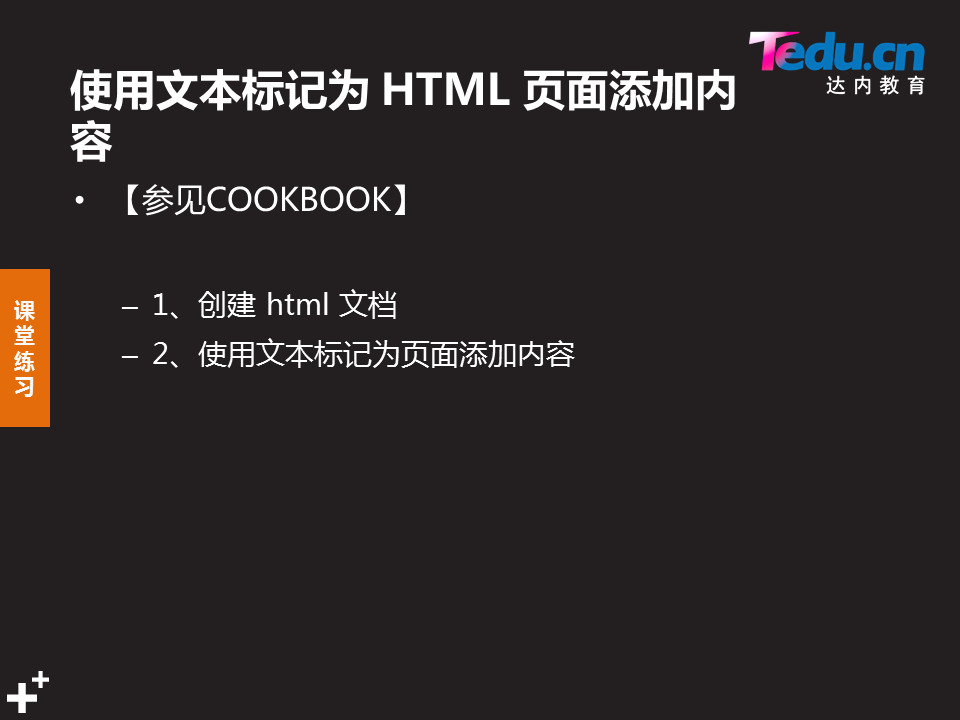 Tedu.cn
达内教育
使用文本标记为 HTML 页面添加内
容
• 【参见COOKBOOK】
– 1、创建 html 文档
– 2、使用文本标记为页面添加内容
课
堂
练
习